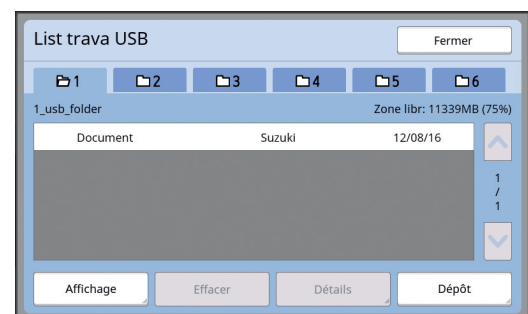 List trava USB
Fermer
1 2 3 4 5 6
1_usb_folder Zone libr: 11339MB (75%)
Document Suzuki 12/08/16
1
/
1
Affichage Effacer Détails Dépôt